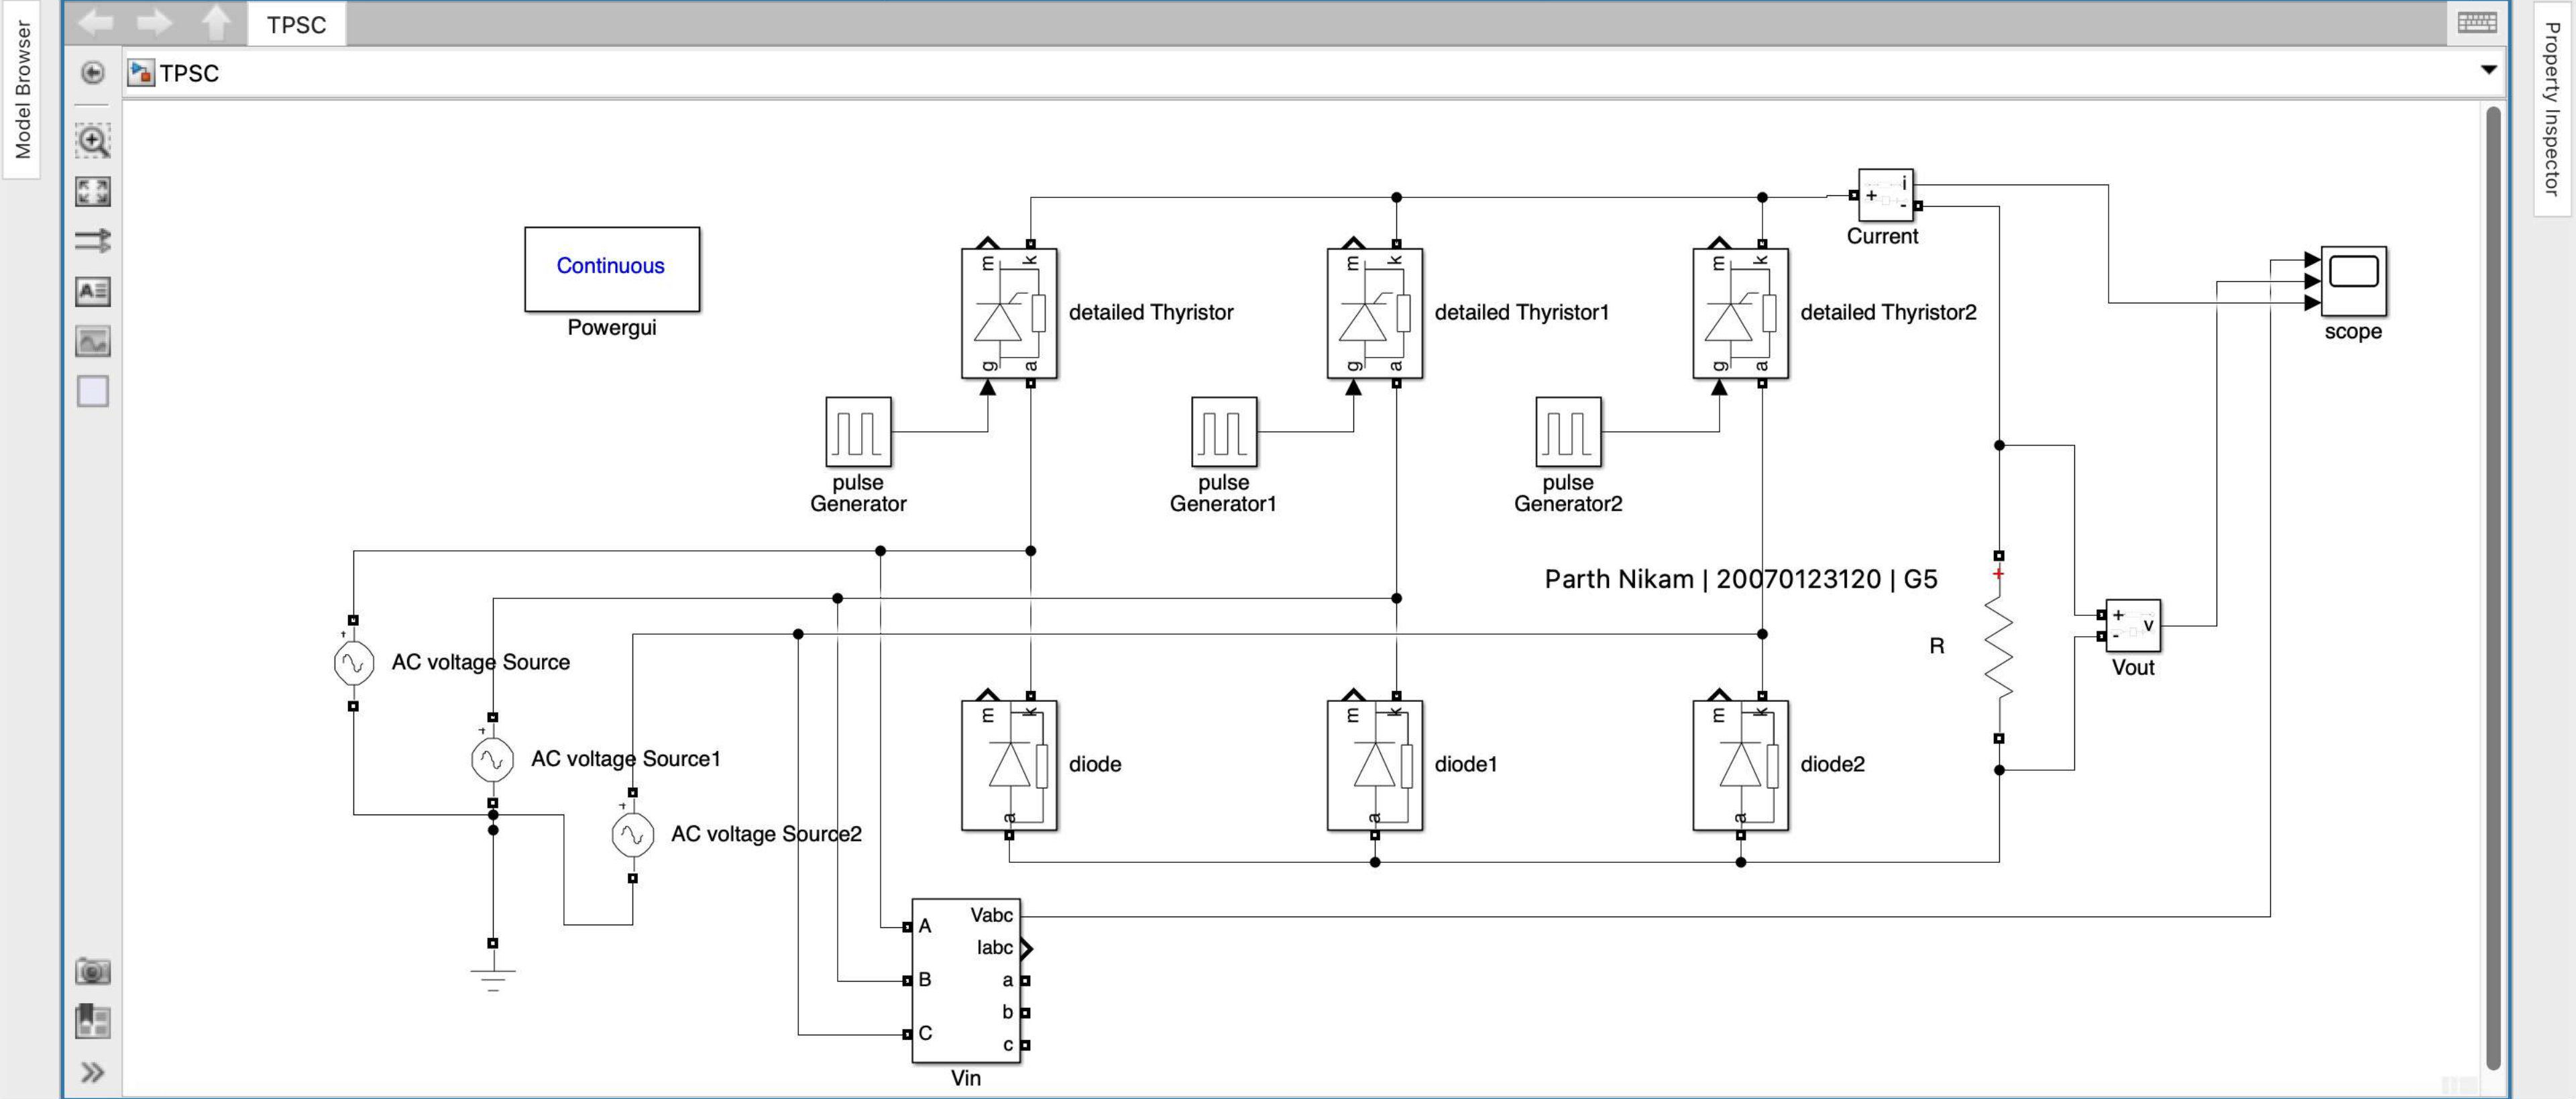 Model Browser
TPSC
Property Inspector
TPSC
Continuous
Powergui
m k
g a
detailed Thyristor
m k
g a
detailed Thyristor1
m k
g a
detailed Thyristor2
+ i
-
Current
scope
pulse
Generator
pulse
Generator1
pulse
Generator2
Parth Nikam | 20070123120 | G5
+
R
+
- v
Vout
+
AC voltage Source
+
AC voltage Source1
+
AC voltage Source2
m k
a
diode
m k
a
diode1
m k
a
diode2
A
B
C
Vabc
Iabc
a
b
c
Vin